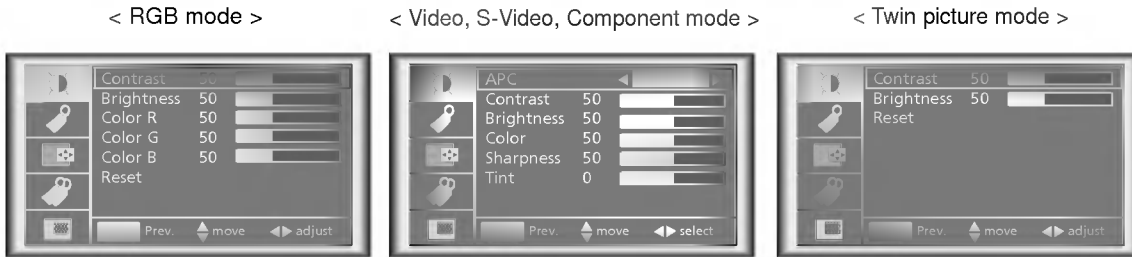 < RGB mode >
Contrast 50
Brightness 50
Color R 50
Color G 50
Color B 50
Reset
Prev. move adjust
< Video, S-Video, Component mode >
APC
Contrast 50
Brightness 50
Color 50
Sharpness 50
Tint 0
Prev. move select
< Twin picture mode >
Contrast 50
Brightness 50
Reset
Prev. move adjust